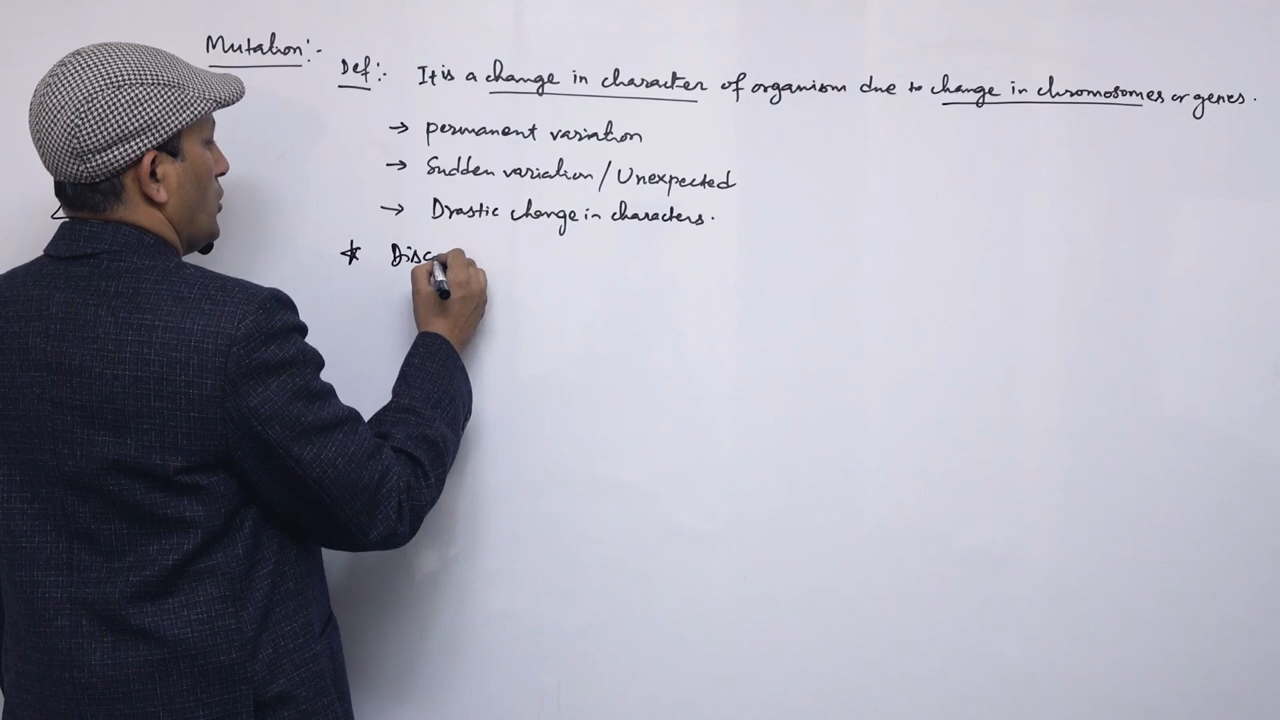 Mutation:-
Def:- It is a change in character of organism due to change in chromosomes or genes.
→ permanent variation
→ Sudden variation / Unexpected
→ Drastic change in characters.
* Disc